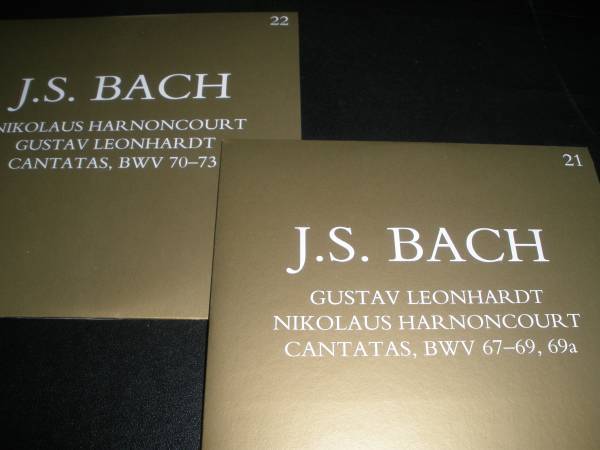 22
J.S. BACH
NIKOLAUS HARNONCOURT
GUSTAV LEONHARDT
CANTATAS, BWV 70–73
21
J.S. BACH
GUSTAV LEONHARDT
NIKOLAUS HARNONCOURT
CANTATAS, BWV 67–69, 69a